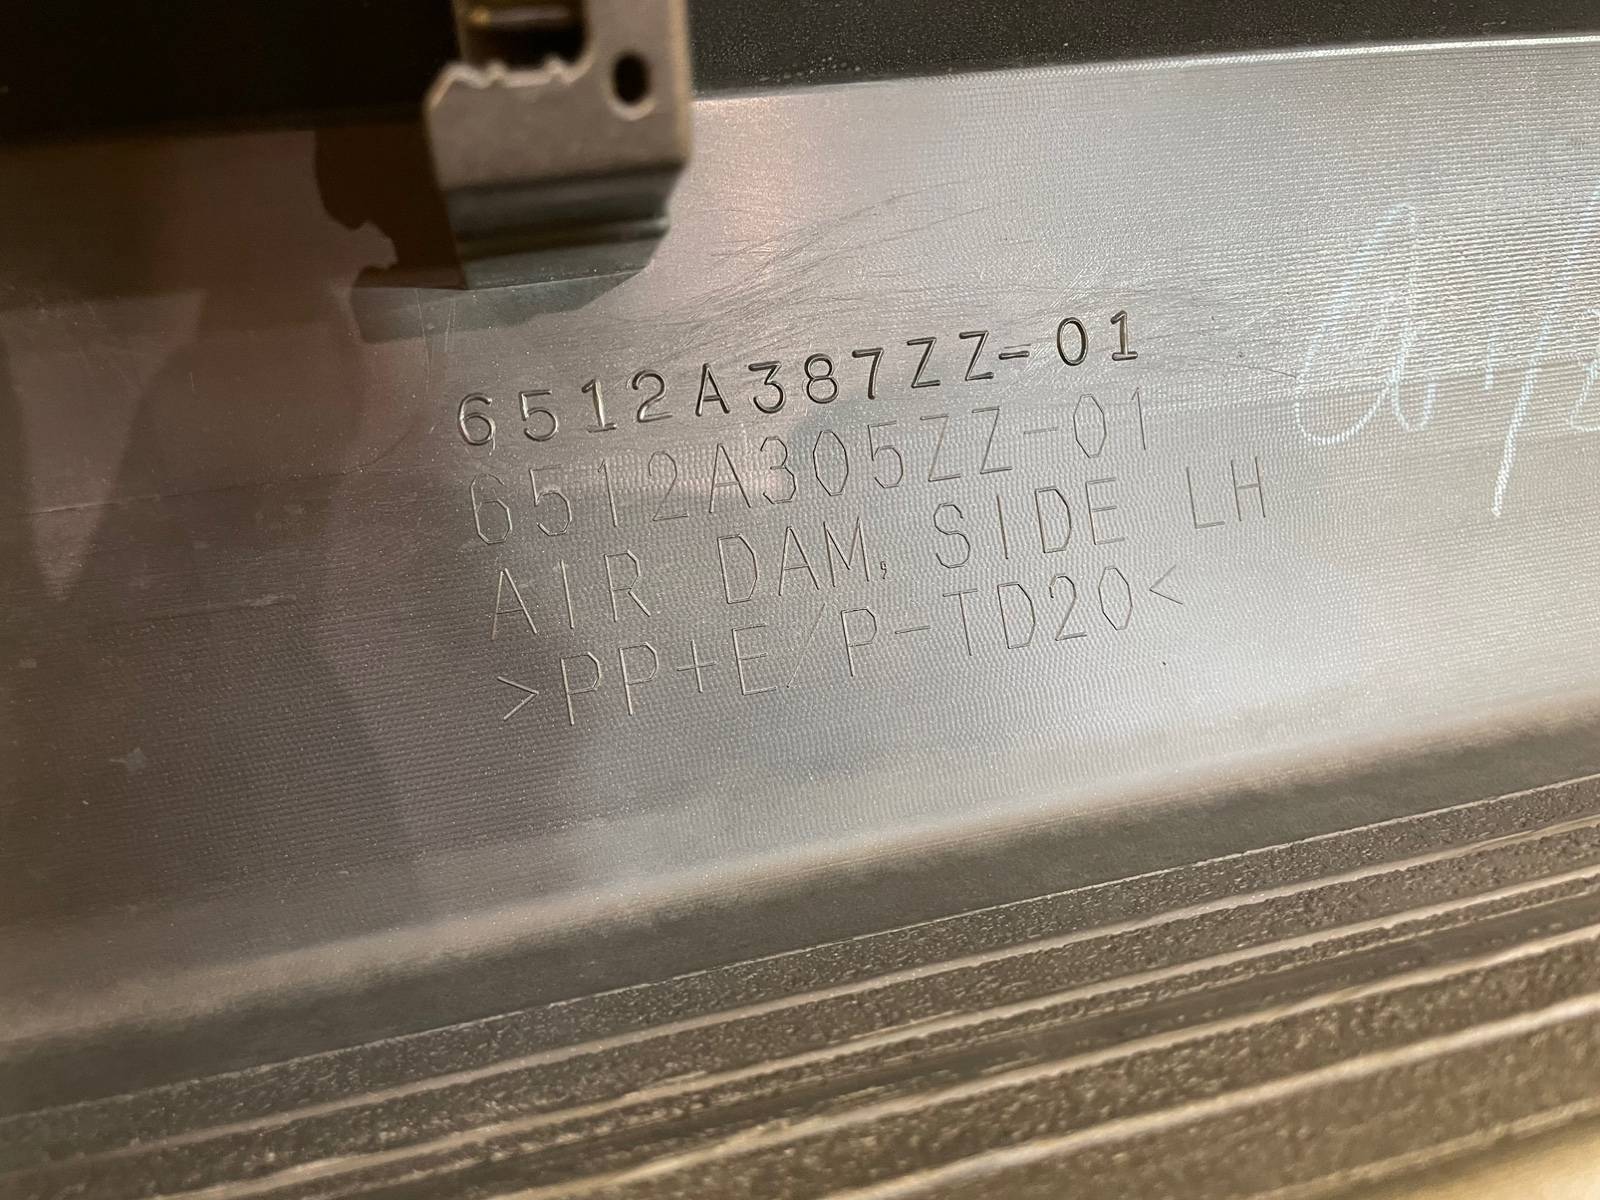 6512A387ZZ-01
6512A305ZZ-01
AIR DAM, SIDE LH
>PP+E/P-TD20<